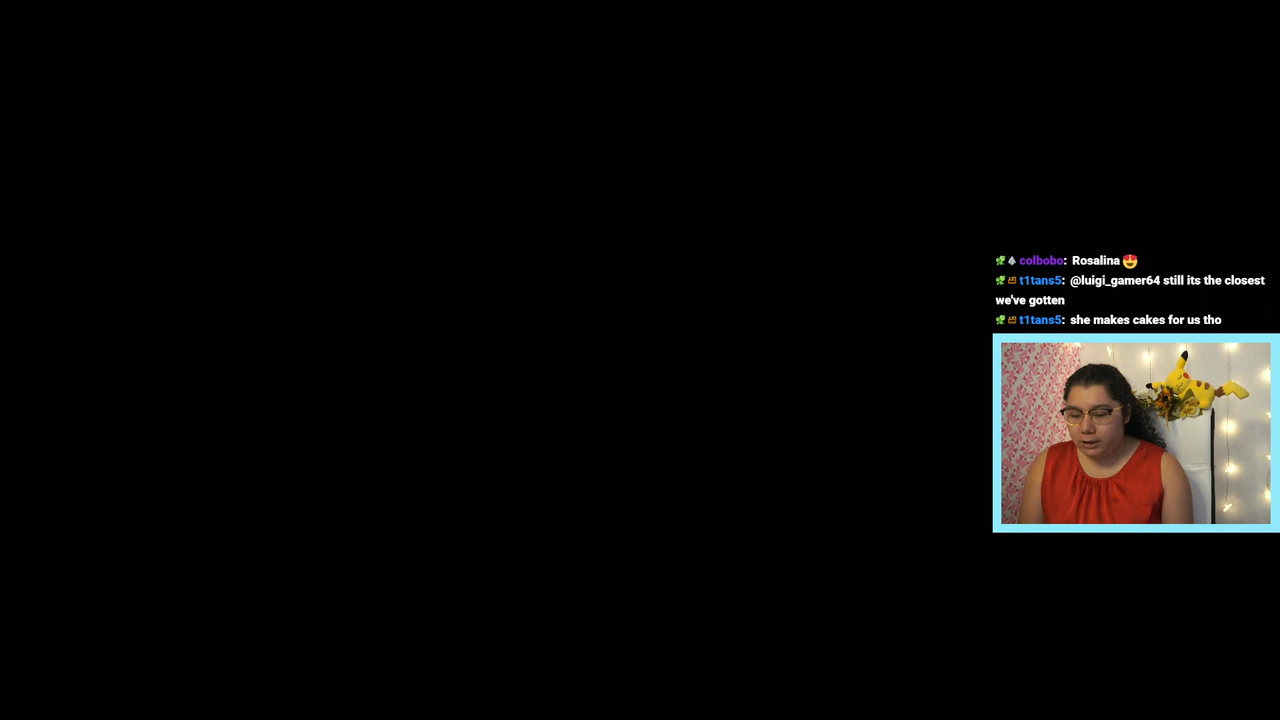 colbobo: Rosalina 😍
t1tans5: @luigi_gamer64 still its the closest
we've gotten
t1tans5: she makes cakes for us tho